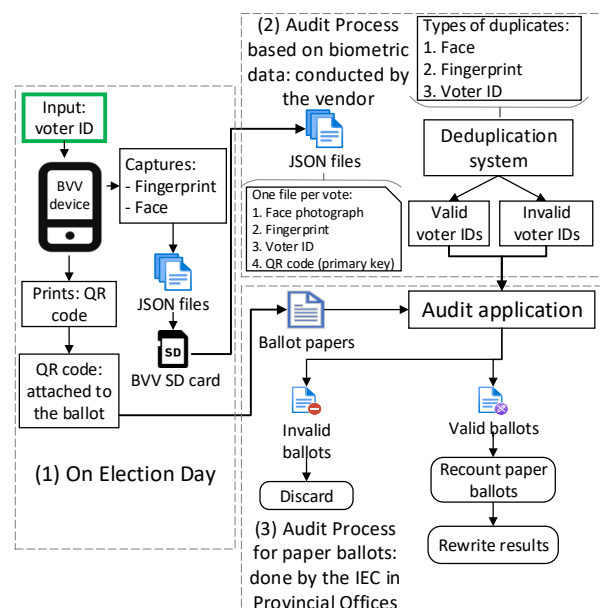 Input:
voter ID
BVV
device
Captures:
- Fingerprint
- Face
Prints: QR
code
JSON files
SD
BVV SD card
QR code:
attached to
the ballot
(1) On Election Day
(2) Audit Process
based on biometric
data: conducted by
the vendor
JSON files
One file per vote:
1. Face photograph
2. Fingerprint
3. Voter ID
4. QR code (primary key)
Types of duplicates:
1. Face
2. Fingerprint
3. Voter ID
Deduplication
system
Valid
voter IDs
Invalid
voter IDs
Ballot papers
Audit application
Invalid
ballots
Discard
Valid ballots
Recount paper
ballots
Rewrite results
(3) Audit Process
for paper ballots:
done by the IEC in
Provincial Offices